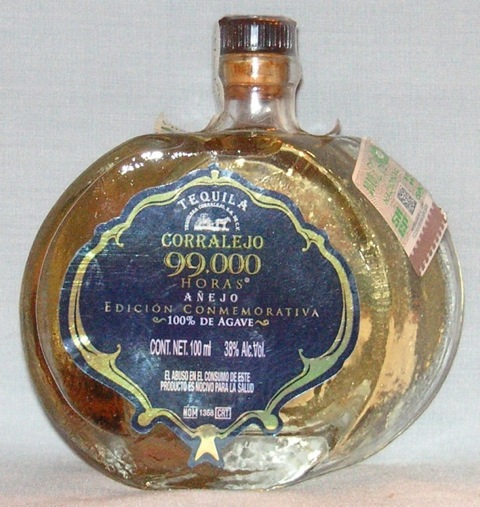 TEQUILA
CORRALEJO
99,000
HORAS®
AÑEJO
EDICIÓN CONMEMORATIVA
100% DE AGAVE
CONT. NET. 100 ml 38% Alc. Vol.
EL ABUSO EN EL CONSUMO DE ESTE
PRODUCTO ES NOCIVO PARA LA SALUD
NOM 1368 CRT